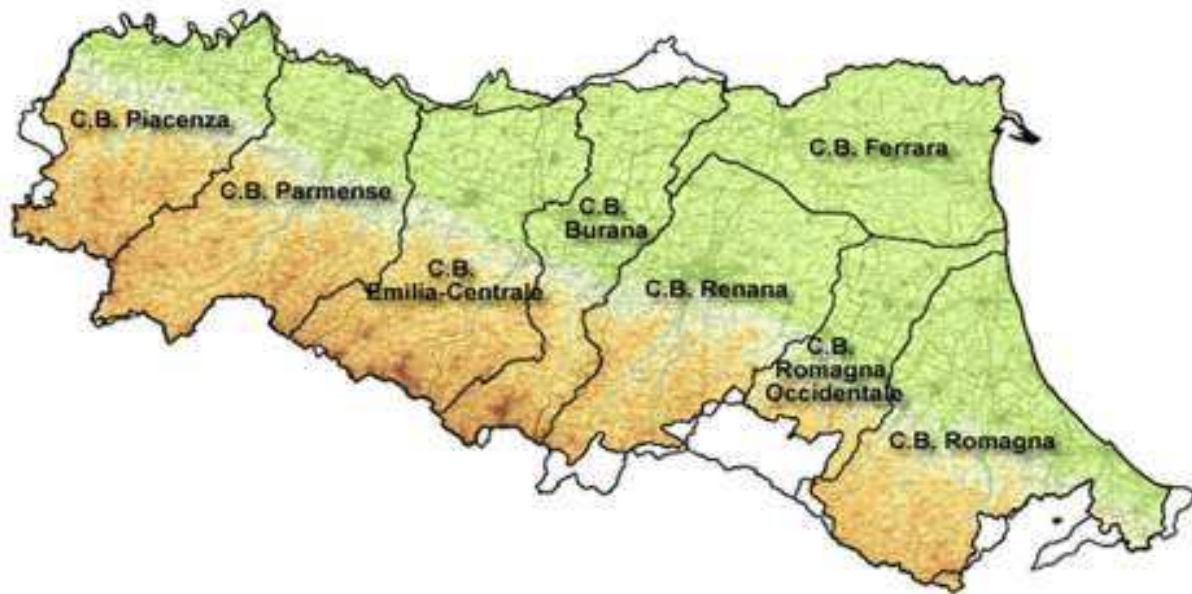 C.B. Piacenza
C.B. Ferrara
C.B. Parmense
C.B.
Burana
C.B.
Emilia-Centrale
C.B. Renana
C.B.
Romagna
Occidentale
C.B. Romagna